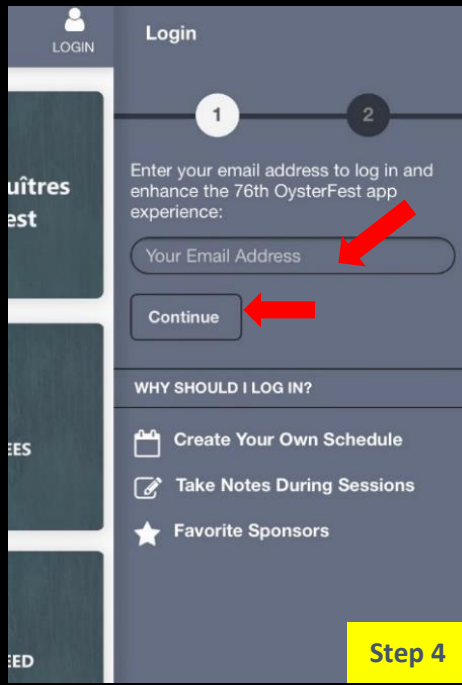 LOGIN
Login
1
2
uîtres
est
Enter your email address to log in and
enhance the 76th OysterFest app
experience:
Your Email Address
Continue
WHY SHOULD I LOG IN?
EES
Create Your Own Schedule
Take Notes During Sessions
Favorite Sponsors
EED
Step 4